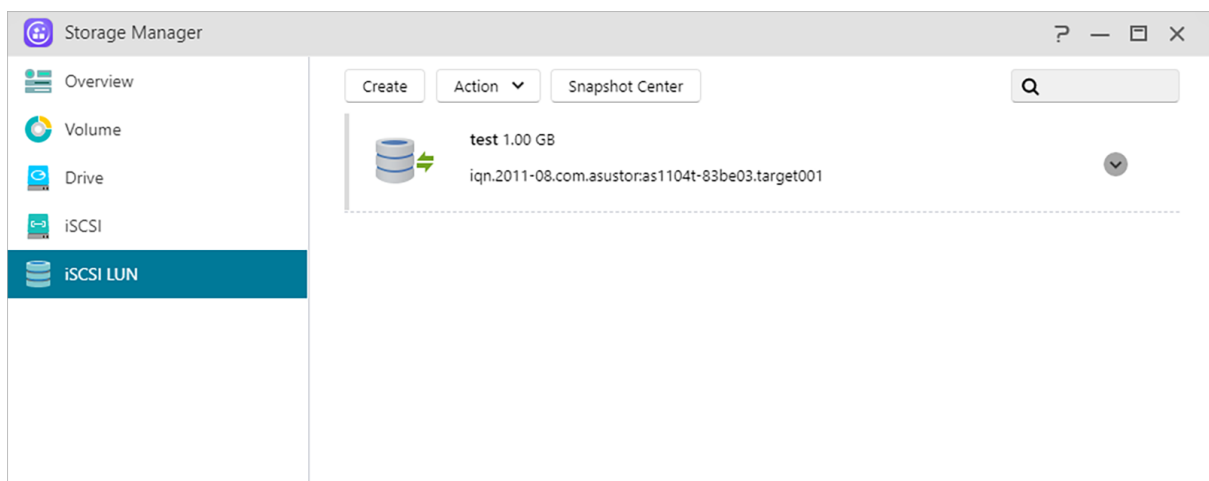 Storage Manager
Overview
Volume
Drive
iSCSI
iSCSI LUN
Create
Action
Snapshot Center
test 1.00 GB
iqn.2011-08.com.asustor:as1104t-83be03.target001